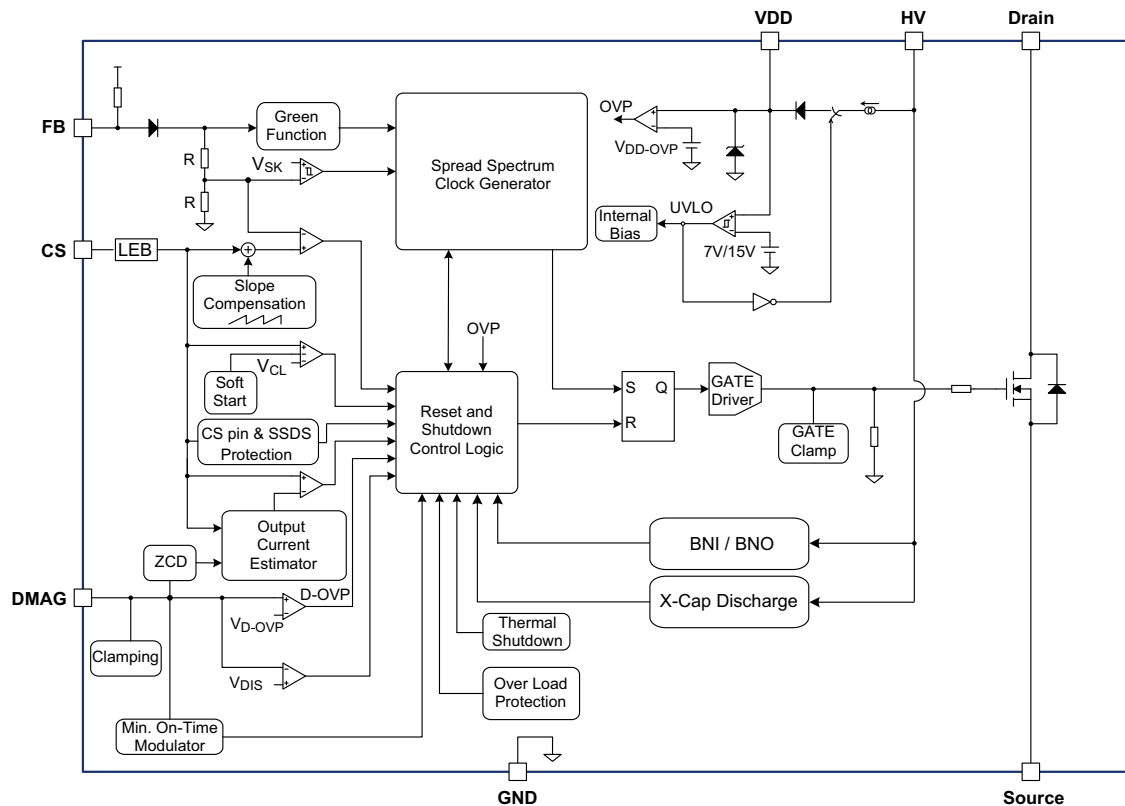 VDD
HV
Drain
FB
Green
Function
Spread Spectrum
Clock Generator
OVP
VDD-OVP
R
VSK
R
UVLO
Internal
Bias
7V/15V
CS
LEB
Slope
Compensation
OVP
VCL
Soft
Start
Reset and
Shutdown
Control Logic
S
Q
R
GATE
Driver
GATE
Clamp
CS pin & SSDS
Protection
Output
Current
Estimator
ZCD
BNI / BNO
X-Cap Discharge
DMAG
D-OVP
VD-OVP
Clamping
Thermal
Shutdown
VDIS
Over Load
Protection
Min. On-Time
Modulator
GND
Source